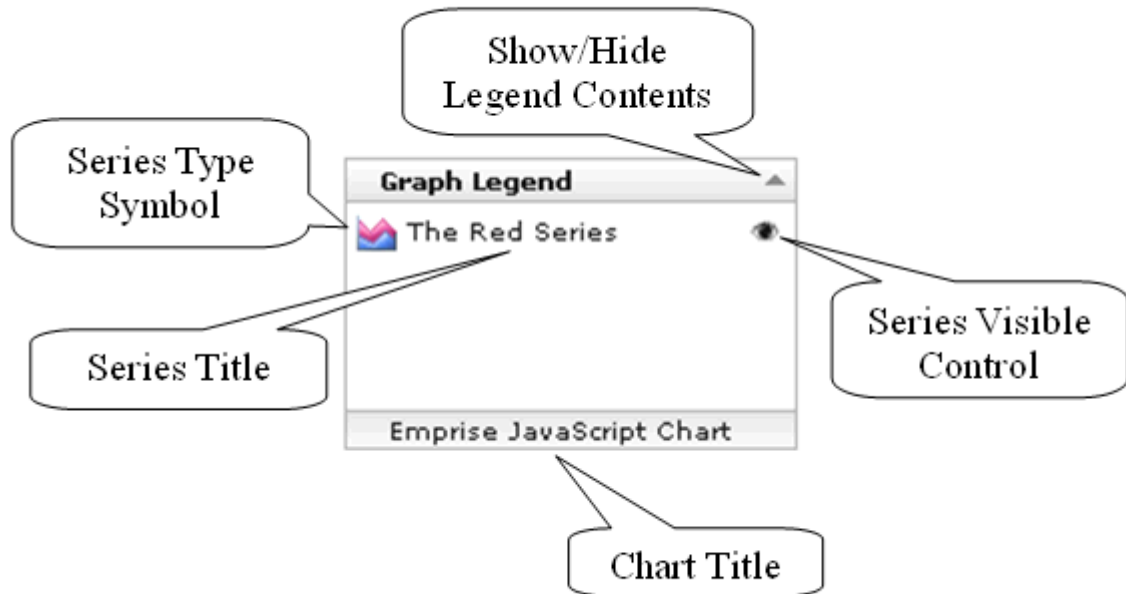 Show/Hide
Legend Contents
Series Type
Symbol
Graph Legend
The Red Series
Series Visible
Control
Series Title
Emprise JavaScript Chart
Chart Title